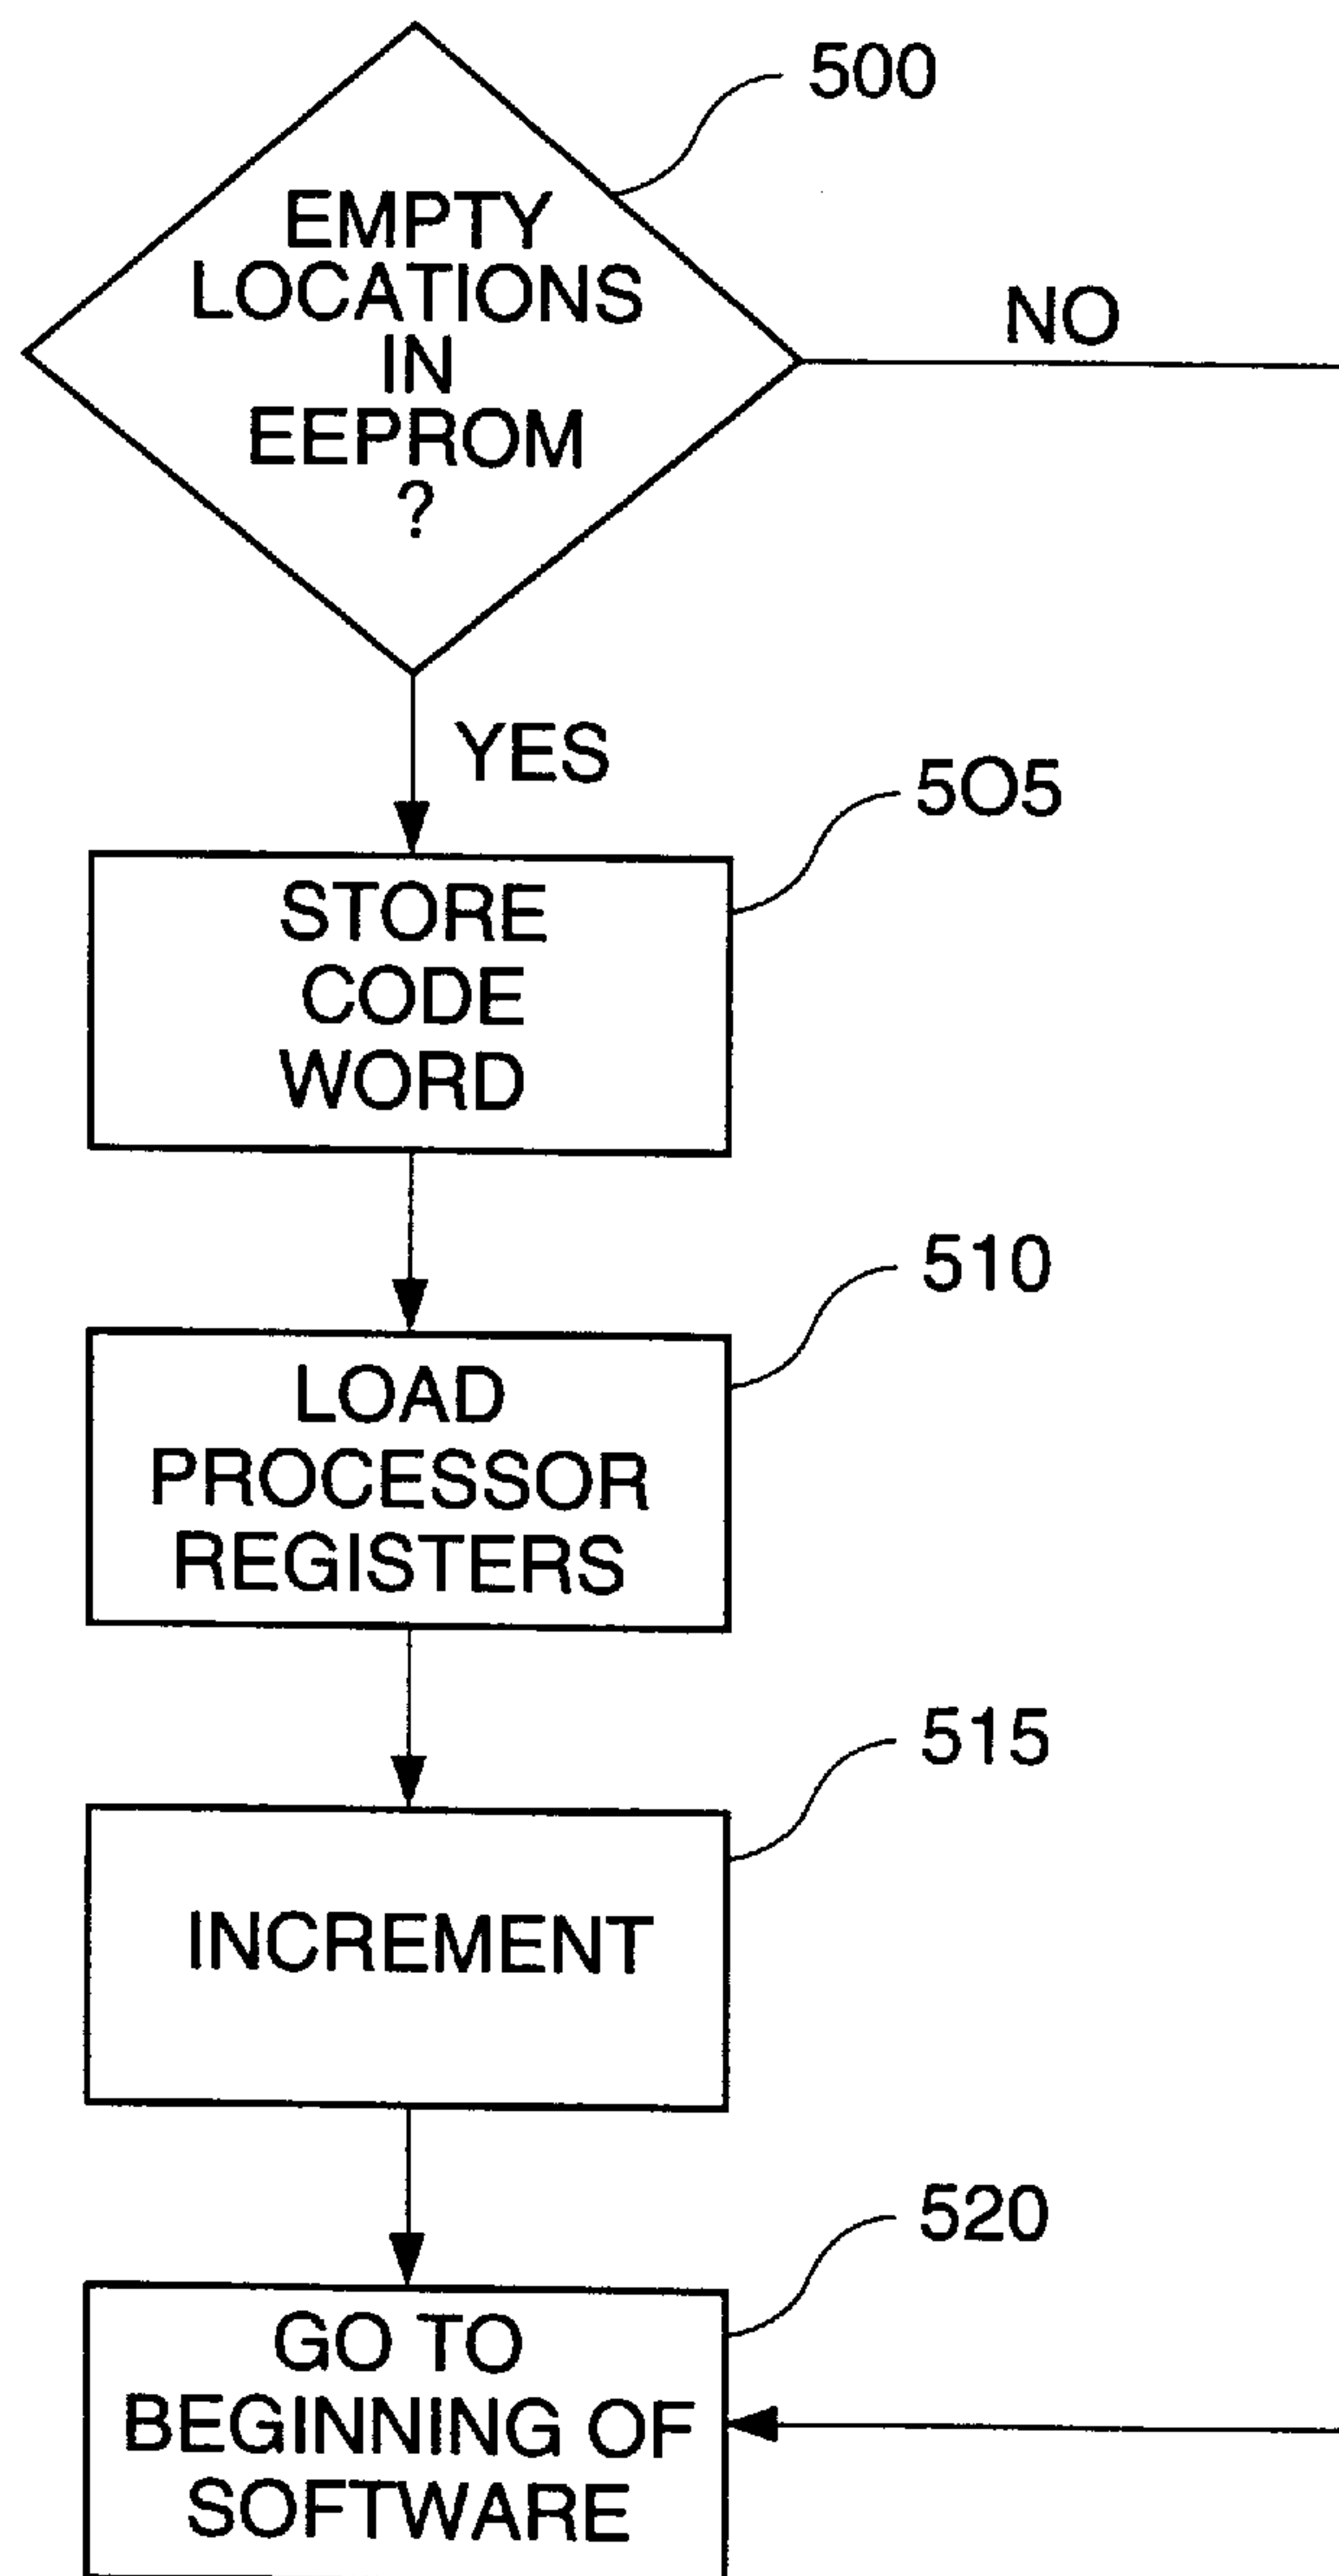 500
EMPTY
LOCATIONS
IN
EEPROM
?
NO
YES
505
STORE
CODE
WORD
510
LOAD
PROCESSOR
REGISTERS
515
INCREMENT
520
GO TO
BEGINNING OF
SOFTWARE